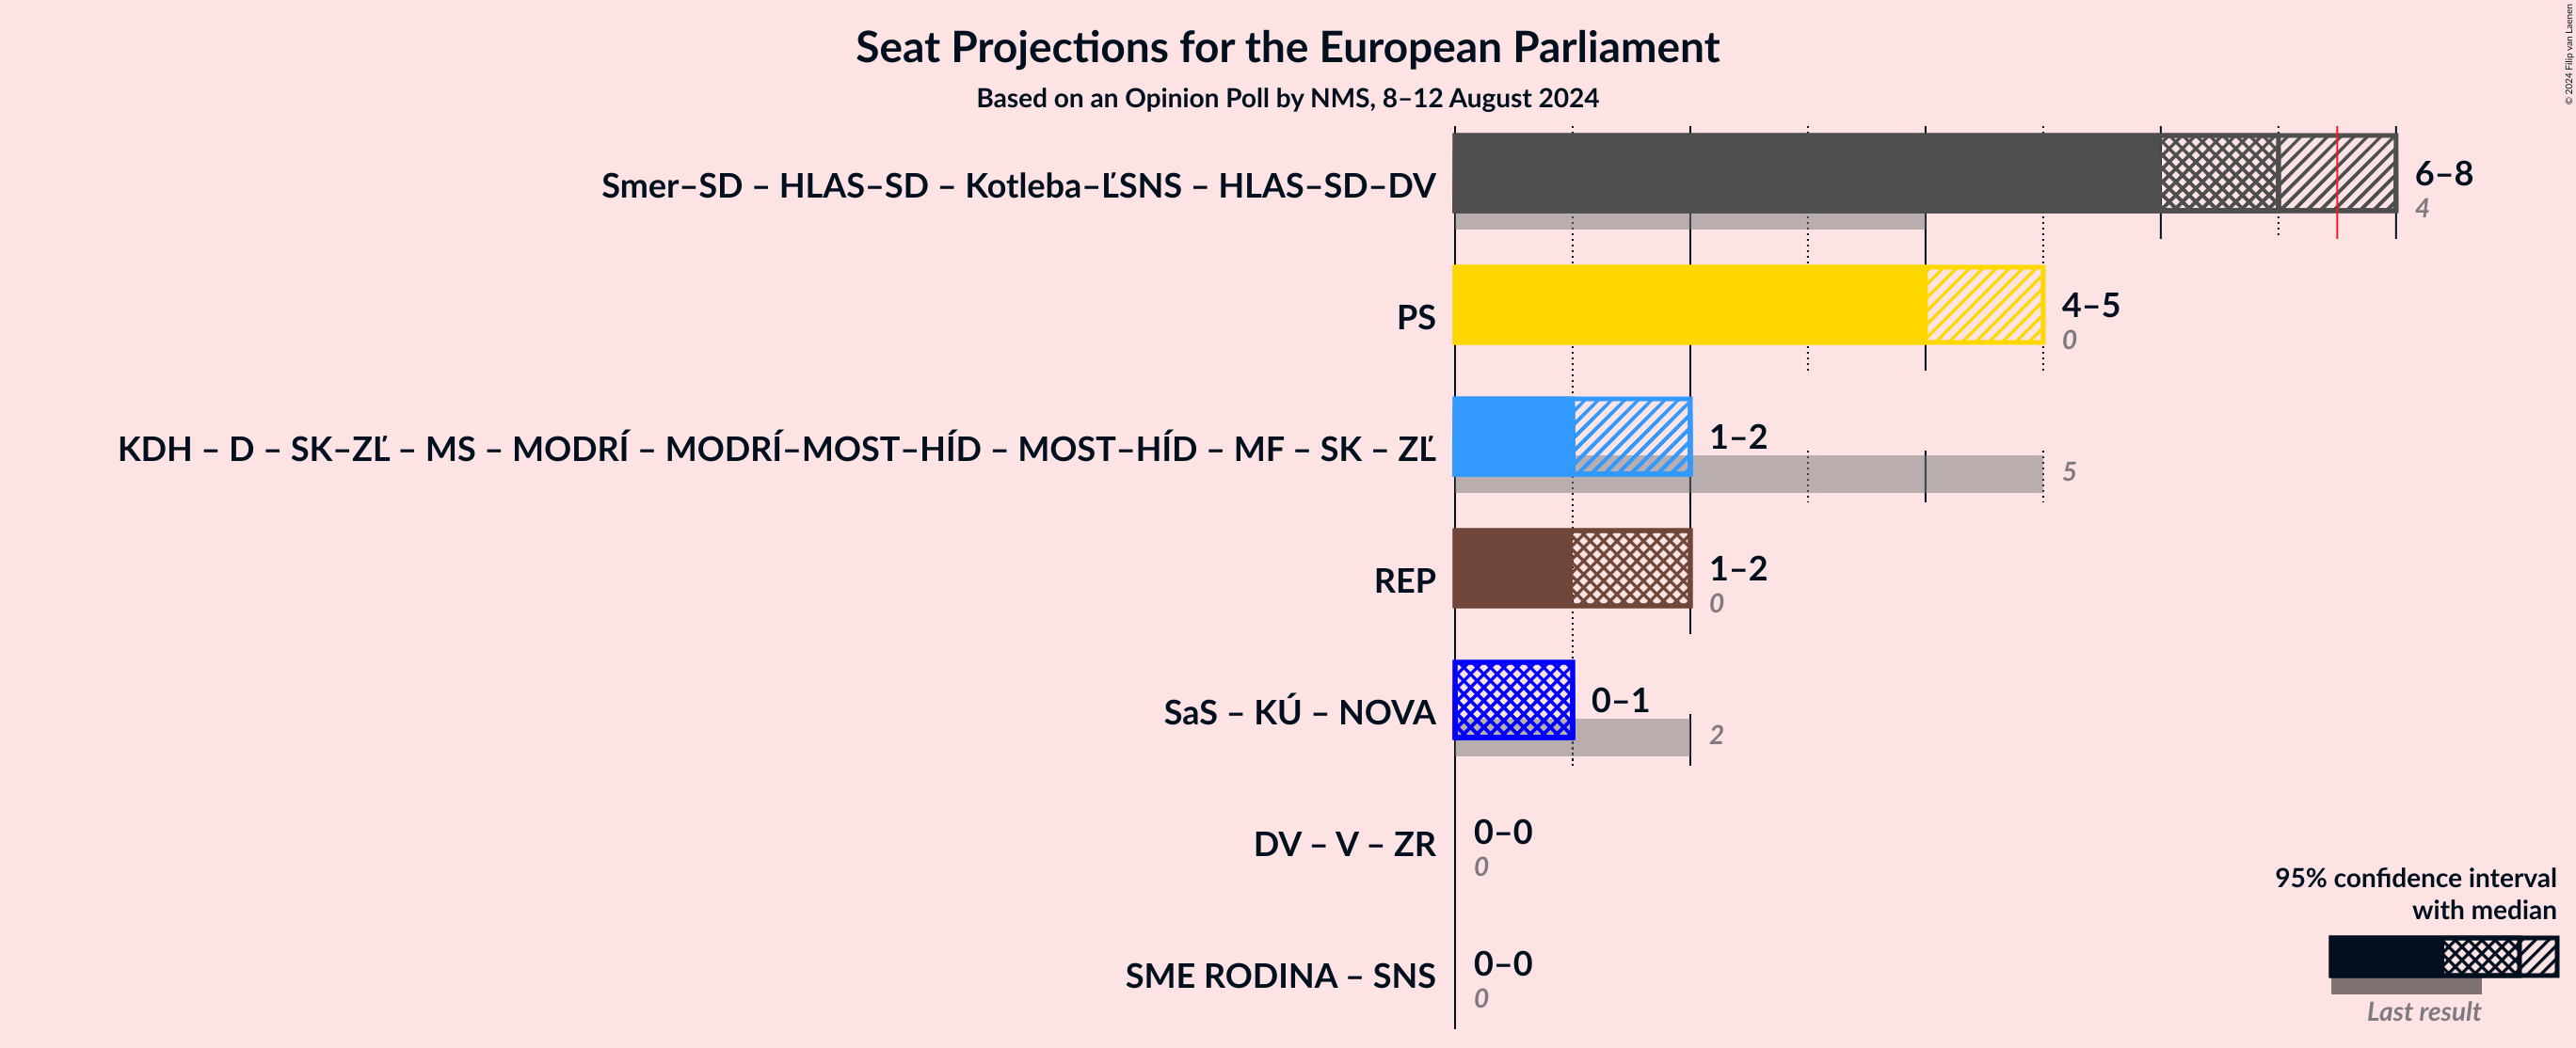 Seat Projections for the European Parliament
Based on an Opinion Poll by NMS, 8–12 August 2024
© 2024 Filip van Laenen
Smer–SD – HLAS–SD – Kotleba–ĽSNS – HLAS–SD–DV
6–8
4
PS
4–5
0
KDH – D – SK–ZĽ – MS – MODRÍ – MODRÍ–MOST–HÍD – MOST–HÍD – MF – SK – ZĽ
1–2
5
REP
1–2
0
SaS – KÚ – NOVA
0–1
2
DV – V – ZR
0–0
0
SME RODINA – SNS
0–0
0
95% confidence interval
with median
Last result